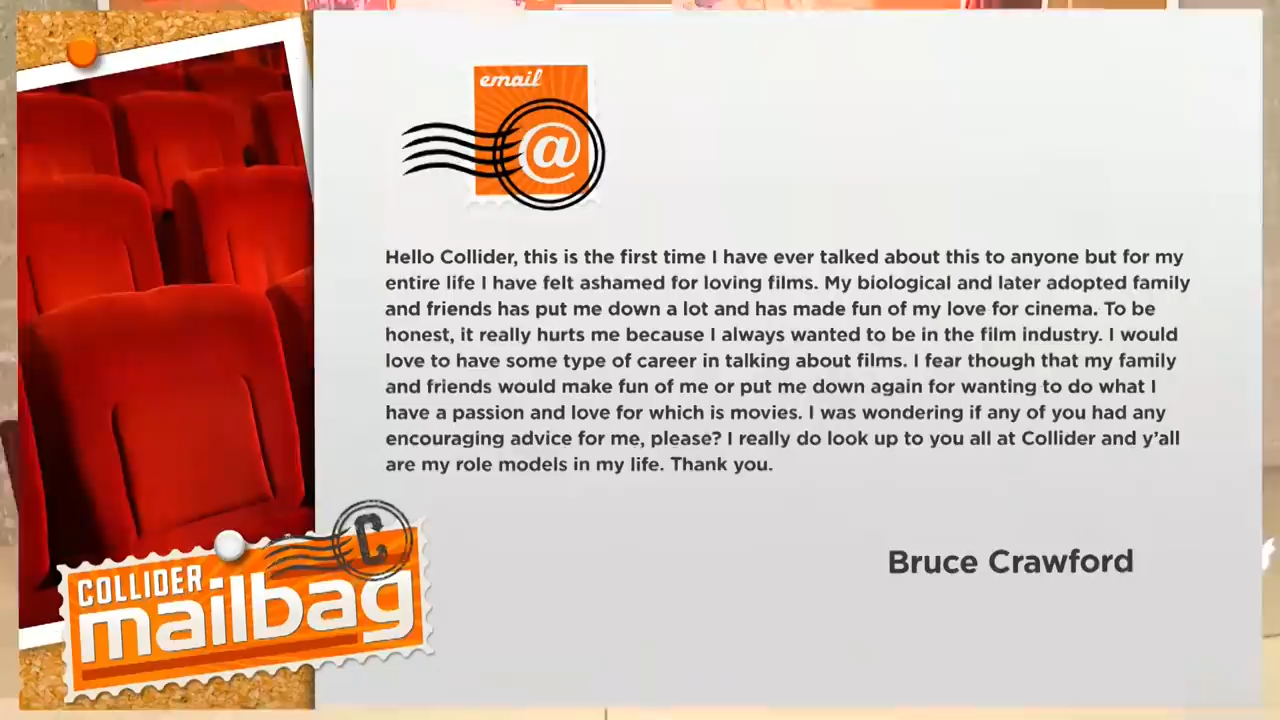 email
@
Hello Collider, this is the first time I have ever talked about this to anyone but for my
entire life I have felt ashamed for loving films. My biological and later adopted family
and friends has put me down a lot and has made fun of my love for cinema. To be
honest, it really hurts me because I always wanted to be in the film industry. I would
love to have some type of career in talking about films. I fear though that my family
and friends would make fun of me or put me down again for wanting to do what I
have a passion and love for which is movies. I was wondering if any of you had any
encouraging advice for me, please? I really do look up to you all at Collider and y’all
are my role models in my life. Thank you.
Bruce Crawford
C
COLLIDER
mailbag